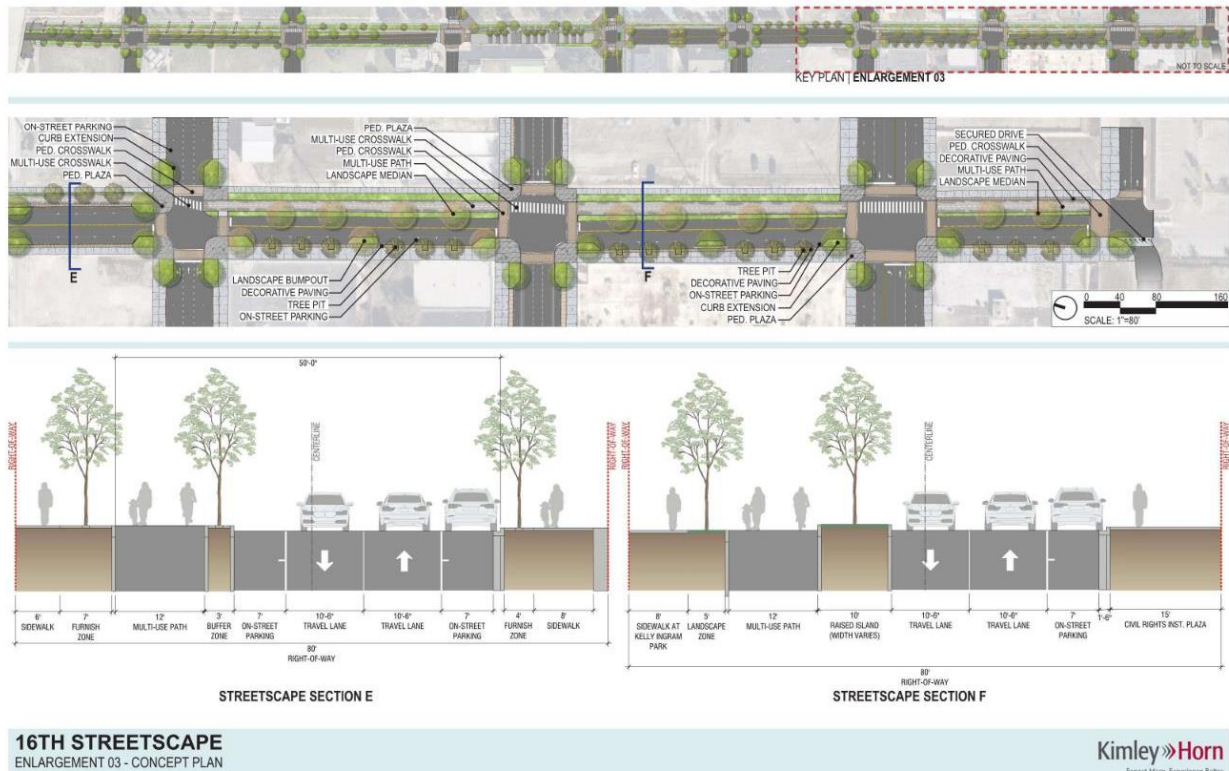 KEY PLAN | ENLARGEMENT 03
NOT TO SCALE
ON-STREET PARKING
CURB EXTENSION
PED. CROSSWALK
MULTI-USE CROSSWALK
PED. PLAZA
PED. PLAZA
MULTI-USE CROSSWALK
PED. CROSSWALK
MULTI-USE PATH
LANDSCAPE MEDIAN
SECURED DRIVE
PED. CROSSWALK
DECORATIVE PAVING
MULTI-USE PATH
LANDSCAPE MEDIAN
E
F
LANDSCAPE BUMPOUT
DECORATIVE PAVING
TREE PIT
ON-STREET PARKING
TREE PIT
DECORATIVE PAVING
ON-STREET PARKING
CURB EXTENSION
PED. PLAZA
0 40 80 160
SCALE: 1"=80'
50'-0"
RIGHT-OF-WAY
CENTERLINE
RIGHT-OF-WAY
6' SIDEWALK
7' FURNISH ZONE
12' MULTI-USE PATH
3' BUFFER ZONE
7' ON-STREET PARKING
10'-6" TRAVEL LANE
10'-6" TRAVEL LANE
7' ON-STREET PARKING
4' FURNISH ZONE
8' SIDEWALK
80'
RIGHT-OF-WAY
STREETSCAPE SECTION E
RIGHT-OF-WAY
CENTERLINE
RIGHT-OF-WAY
8' SIDEWALK AT KELLY INGRAM PARK
5' LANDSCAPE ZONE
12' MULTI-USE PATH
10' RAISED ISLAND (WIDTH VARIES)
10'-6" TRAVEL LANE
10'-6" TRAVEL LANE
7' ON-STREET PARKING
1'-6"
15' CIVIL RIGHTS INST. PLAZA
80'
RIGHT-OF-WAY
STREETSCAPE SECTION F
16TH STREETSCAPE
ENLARGEMENT 03 - CONCEPT PLAN
Kimley»Horn
Expect More. Experience Better.